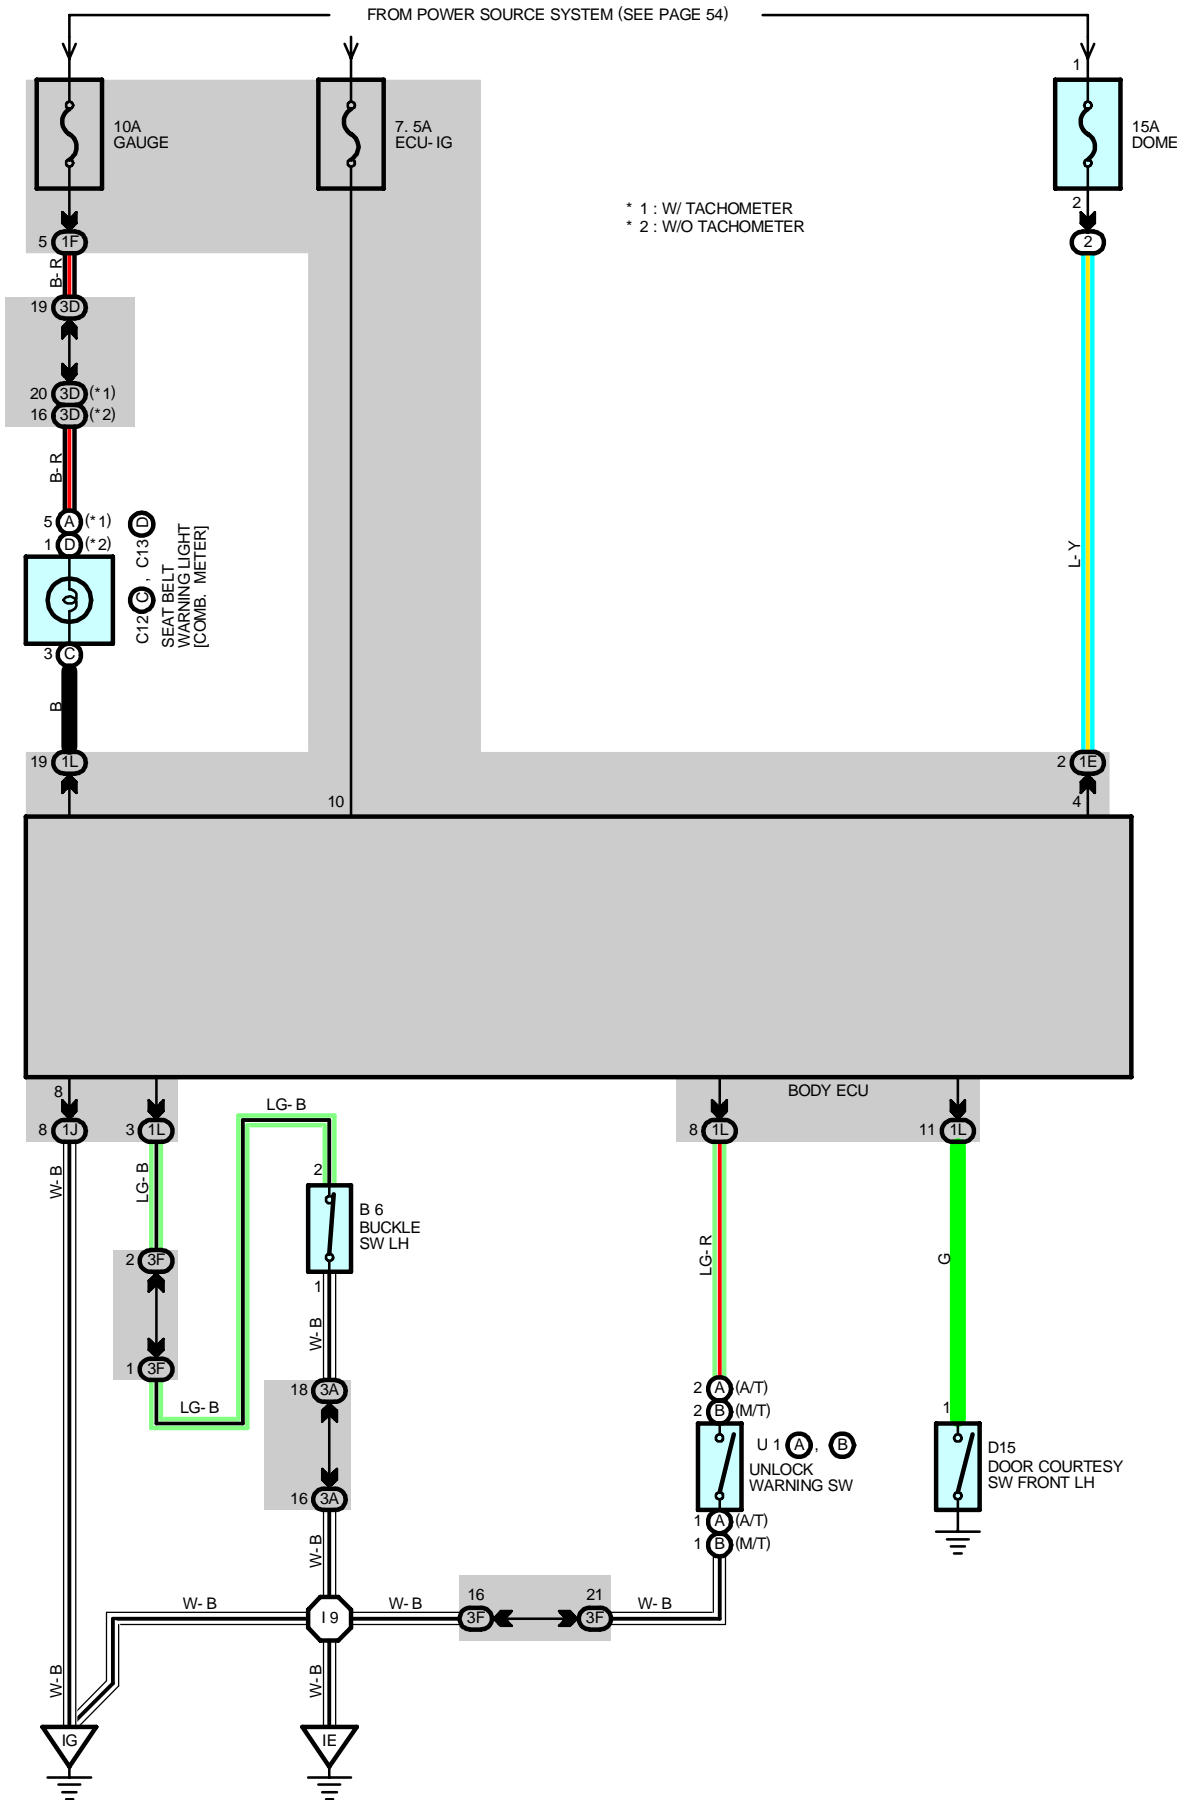 FROM POWER SOURCE SYSTEM (SEE PAGE 54)
10A
GAUGE
7. 5A
ECU- IG
1
15A
DOME
2
2
* 1 : W/ TACHOMETER
* 2 : W/O TACHOMETER
5 1F
B- R
19 3D
20 3D (* 1)
16 3D (* 2)
B- R
5 A (* 1)
1 D (* 2)
C12 C , C13 D
SEAT BELT
WARNING LIGHT
[COMB. METER]
3 C
B
L- Y
19 1L
10
2 1E
4
BODY ECU
8
8 1J
3 1L
8 1L
11 1L
W- B
LG- B
LG- B
2
B 6
BUCKLE
SW LH
1
2 3F
1 3F
LG- B
W- B
18 3A
16 3A
W- B
LG- R
G
2 A (A/T)
2 B (M/T)
U 1 A , B
UNLOCK
WARNING SW
1 A (A/T)
1 B (M/T)
1
D15
DOOR COURTESY
SW FRONT LH
W- B
I 9
W- B
16
3F
21
3F
W- B
W- B
W- B
IG
IE